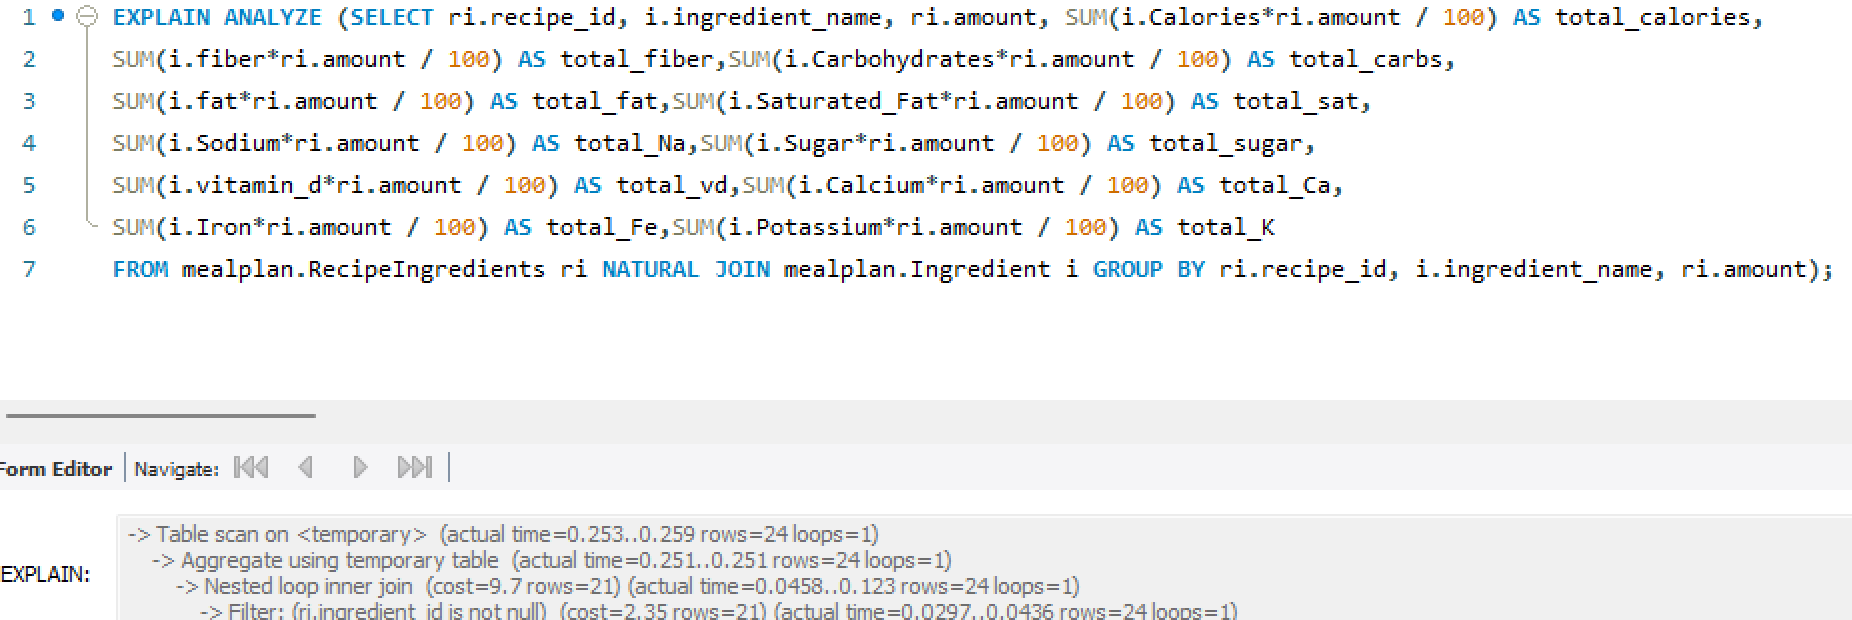 1 EXPLAIN ANALYZE (SELECT ri.recipe_id, i.ingredient_name, ri.amount, SUM(i.Calories*ri.amount / 100) AS total_calories,
2 SUM(i.fiber*ri.amount / 100) AS total_fiber,SUM(i.Carbohydrates*ri.amount / 100) AS total_carbs,
3 SUM(i.fat*ri.amount / 100) AS total_fat,SUM(i.Saturated_Fat*ri.amount / 100) AS total_sat,
4 SUM(i.Sodium*ri.amount / 100) AS total_Na,SUM(i.Sugar*ri.amount / 100) AS total_sugar,
5 SUM(i.vitamin_d*ri.amount / 100) AS total_vd,SUM(i.Calcium*ri.amount / 100) AS total_Ca,
6 SUM(i.Iron*ri.amount / 100) AS total_Fe,SUM(i.Potassium*ri.amount / 100) AS total_K
7 FROM mealplan.RecipeIngredients ri NATURAL JOIN mealplan.Ingredient i GROUP BY ri.recipe_id, i.ingredient_name, ri.amount);
Form Editor Navigate:
EXPLAIN:
-> Table scan on <temporary> (actual time=0.253..0.259 rows=24 loops=1)
-> Aggregate using temporary table (actual time=0.251..0.251 rows=24 loops=1)
-> Nested loop inner join (cost=9.7 rows=21) (actual time=0.0458..0.123 rows=24 loops=1)
-> Filter: (ri.ingredient_id is not null) (cost=2.35 rows=21) (actual time=0.0297..0.0436 rows=24 loops=1)